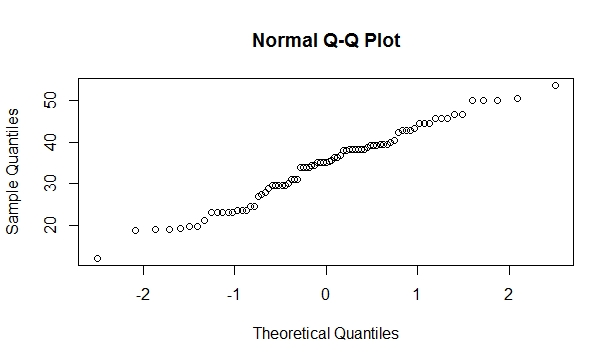 Normal Q-Q Plot
Sample Quantiles
50
40
30
20
-2 -1 0 1 2
Theoretical Quantiles